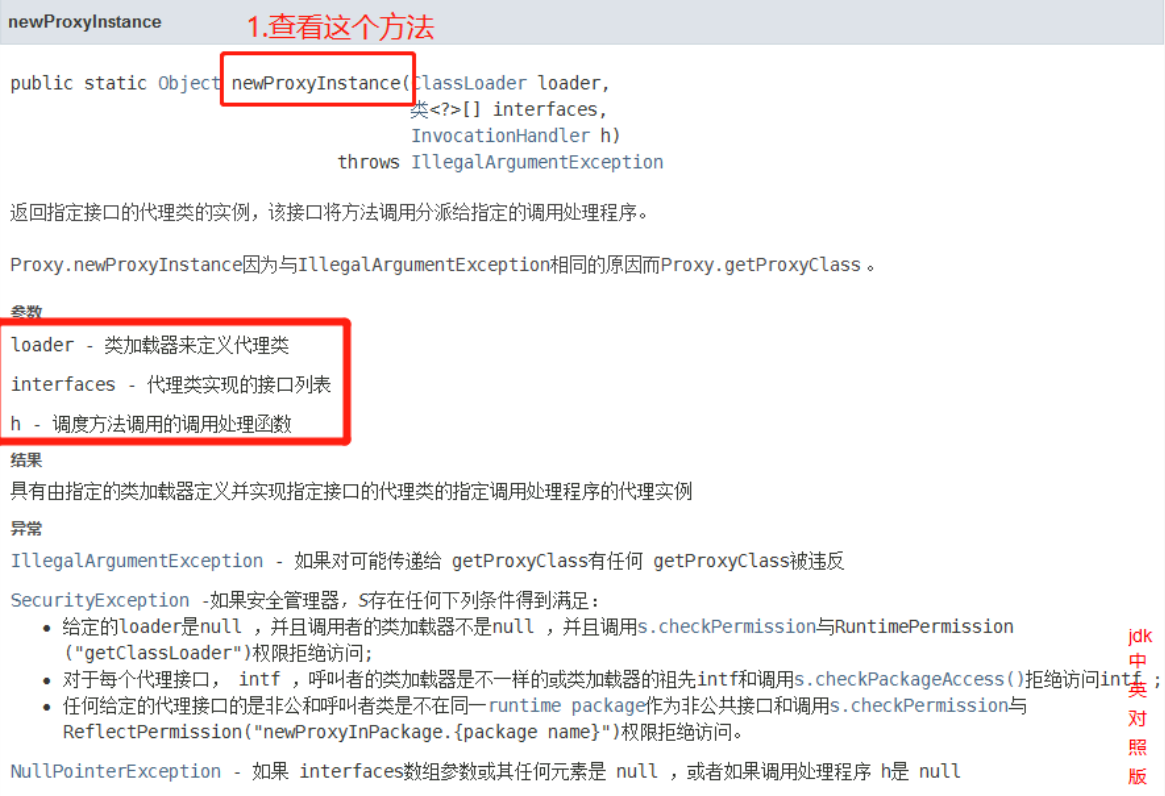 newProxyInstance
1.查看这个方法
public static Object newProxyInstance(ClassLoader loader,
类<?>[] interfaces,
InvocationHandler h)
throws IllegalArgumentException
返回指定接口的代理类的实例，该接口将方法调用分派给指定的调用处理程序。
Proxy.newProxyInstance因为与IllegalArgumentException相同的原因而Proxy.getProxyClass 。
参数
loader - 类加载器来定义代理类
interfaces - 代理类实现的接口列表
h - 调度方法调用的调用处理函数
结果
具有由指定的类加载器定义并实现指定接口的代理类的指定调用处理程序的代理实例
异常
IllegalArgumentException - 如果对可能传递给 getProxyClass有任何 getProxyClass被违反
SecurityException -如果安全管理器，S存在任何下列条件得到满足：
• 给定的loader是null ，并且调用者的类加载器不是null ，并且调用s.checkPermission与RuntimePermission
("getClassLoader")权限拒绝访问;
• 对于每个代理接口， intf ，呼叫者的类加载器是不一样的或类加载器的祖先intf和调用s.checkPackageAccess()拒绝访问intf ；
• 任何给定的代理接口的是非公和呼叫者类是不在同一runtime package作为非公共接口和调用s.checkPermission与
ReflectPermission("newProxyInPackage.{package name}")权限拒绝访问。
NullPointerException - 如果 interfaces数组参数或其任何元素是 null ，或者如果调用处理程序 h是 null
jdk
中
英
对
照
版